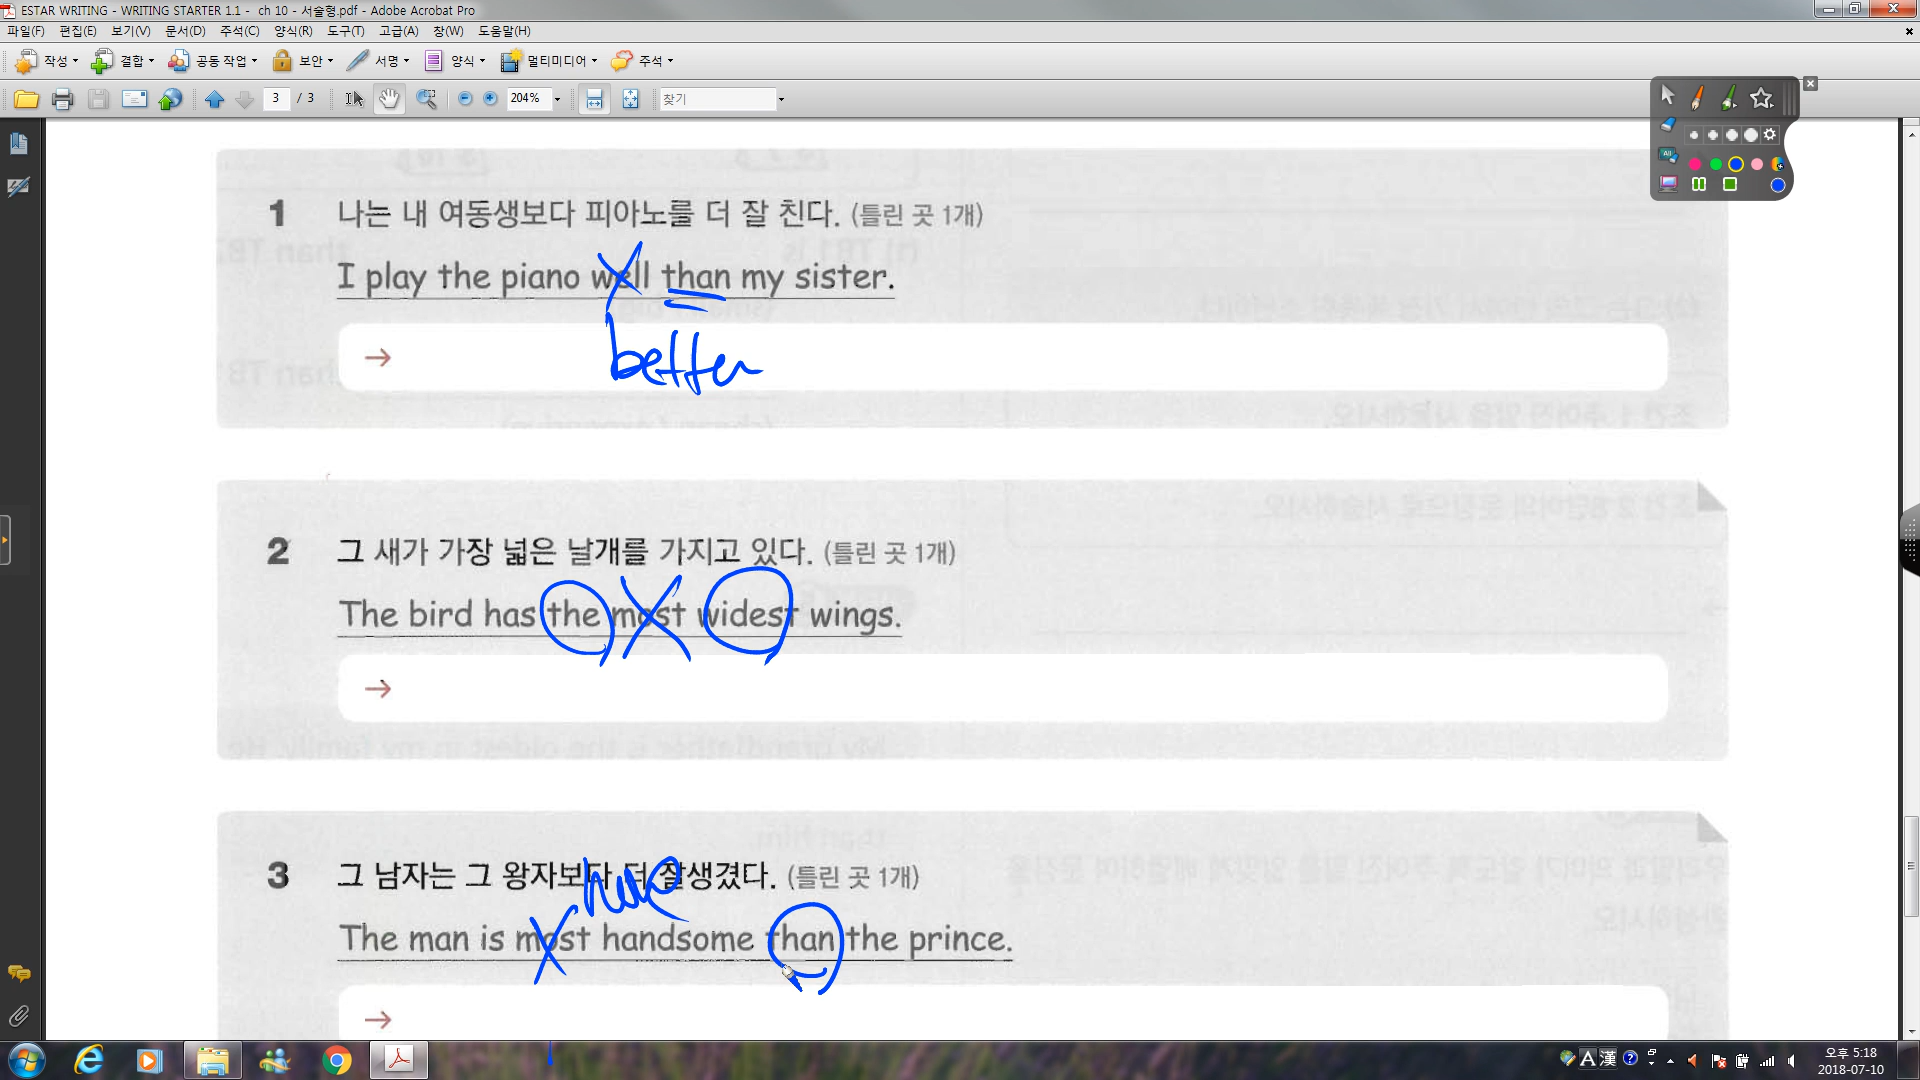 ESTAR WRITING - WRITING STARTER 1.1 - ch 10 - 서술형.pdf - Adobe Acrobat Pro
파일(F) 편집(E) 보기(V) 문서(D) 주석(C) 양식(R) 도구(T) 고급(A) 창(W) 도움말(H)
작성 결합 공동 작업 보안 서명 양식 멀티미디어 주석
3 / 3 204% 찾기
1 나는 내 여동생보다 피아노를 더 잘 친다. (틀린 곳 1개)
I play the piano well than my sister.
→
better
2 그 새가 가장 넓은 날개를 가지고 있다. (틀린 곳 1개)
The bird has the most widest wings.
→
3 그 남자는 그 왕자보다 더 잘생겼다. (틀린 곳 1개)
The man is most handsome than the prince.
→
A 漢
오후 5:18
2018-07-10